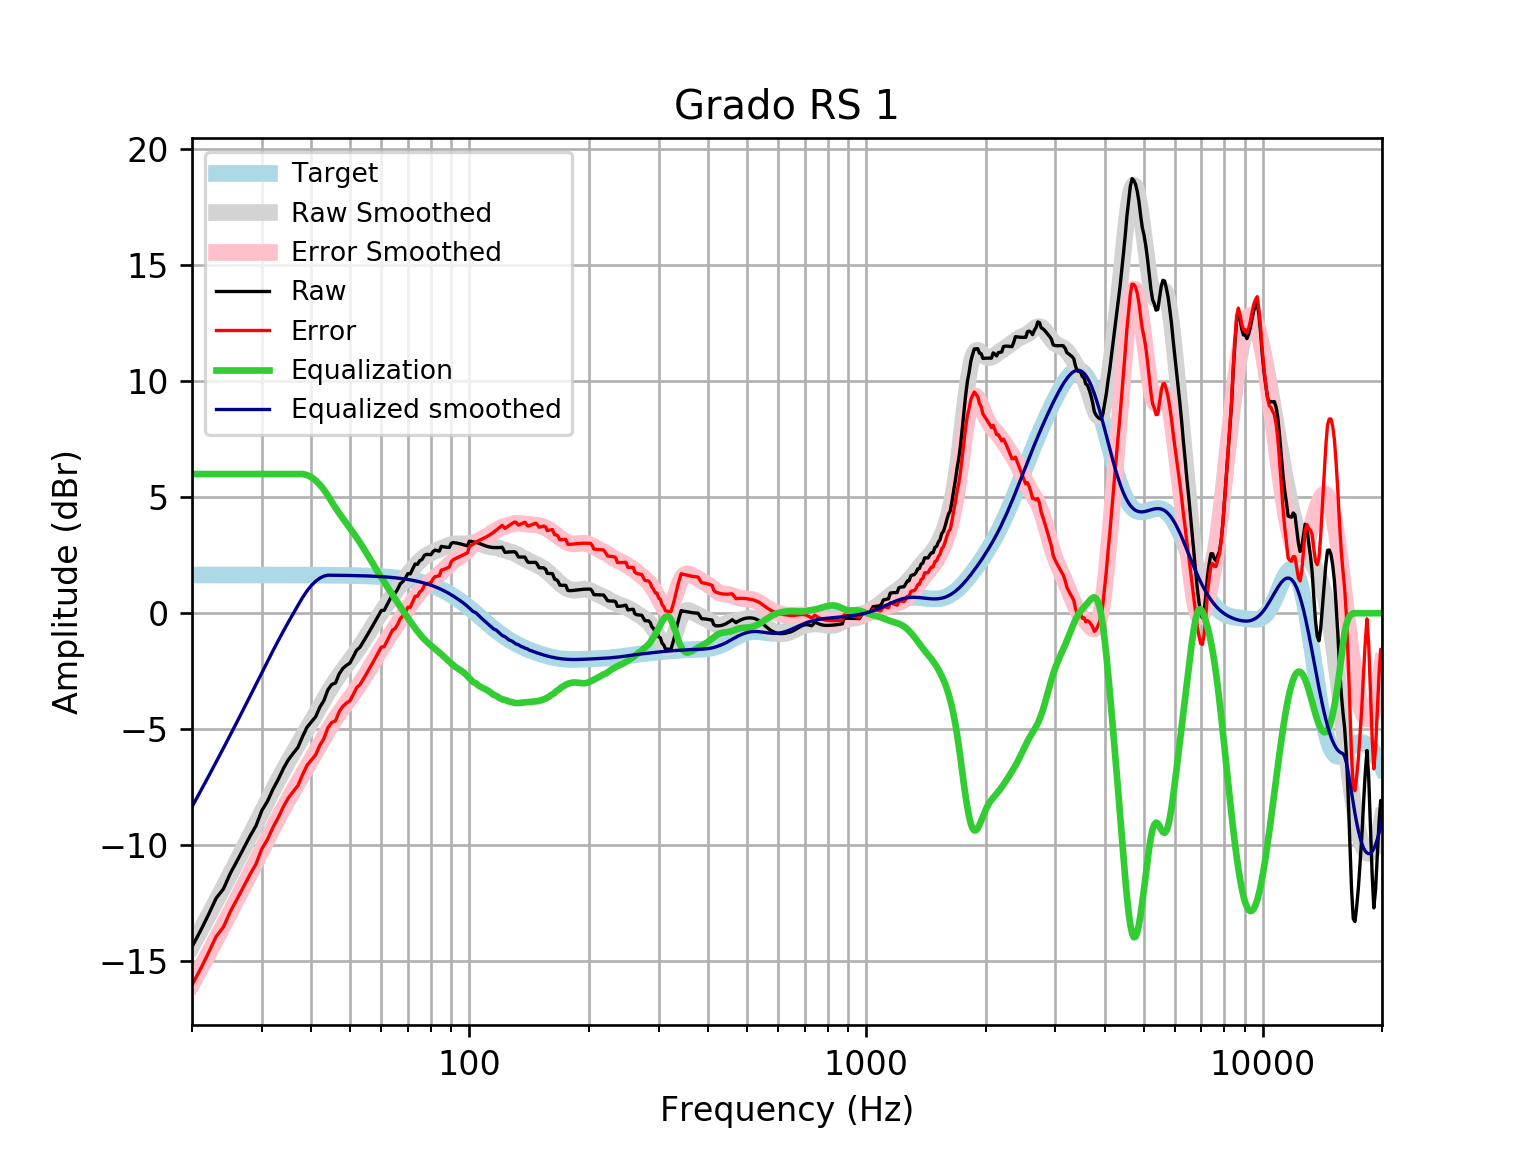 Grado RS 1
20
15
10
5
0
−5
−10
−15
Amplitude (dBr)
Target
Raw Smoothed
Error Smoothed
Raw
Error
Equalization
Equalized smoothed
100
1000
10000
Frequency (Hz)